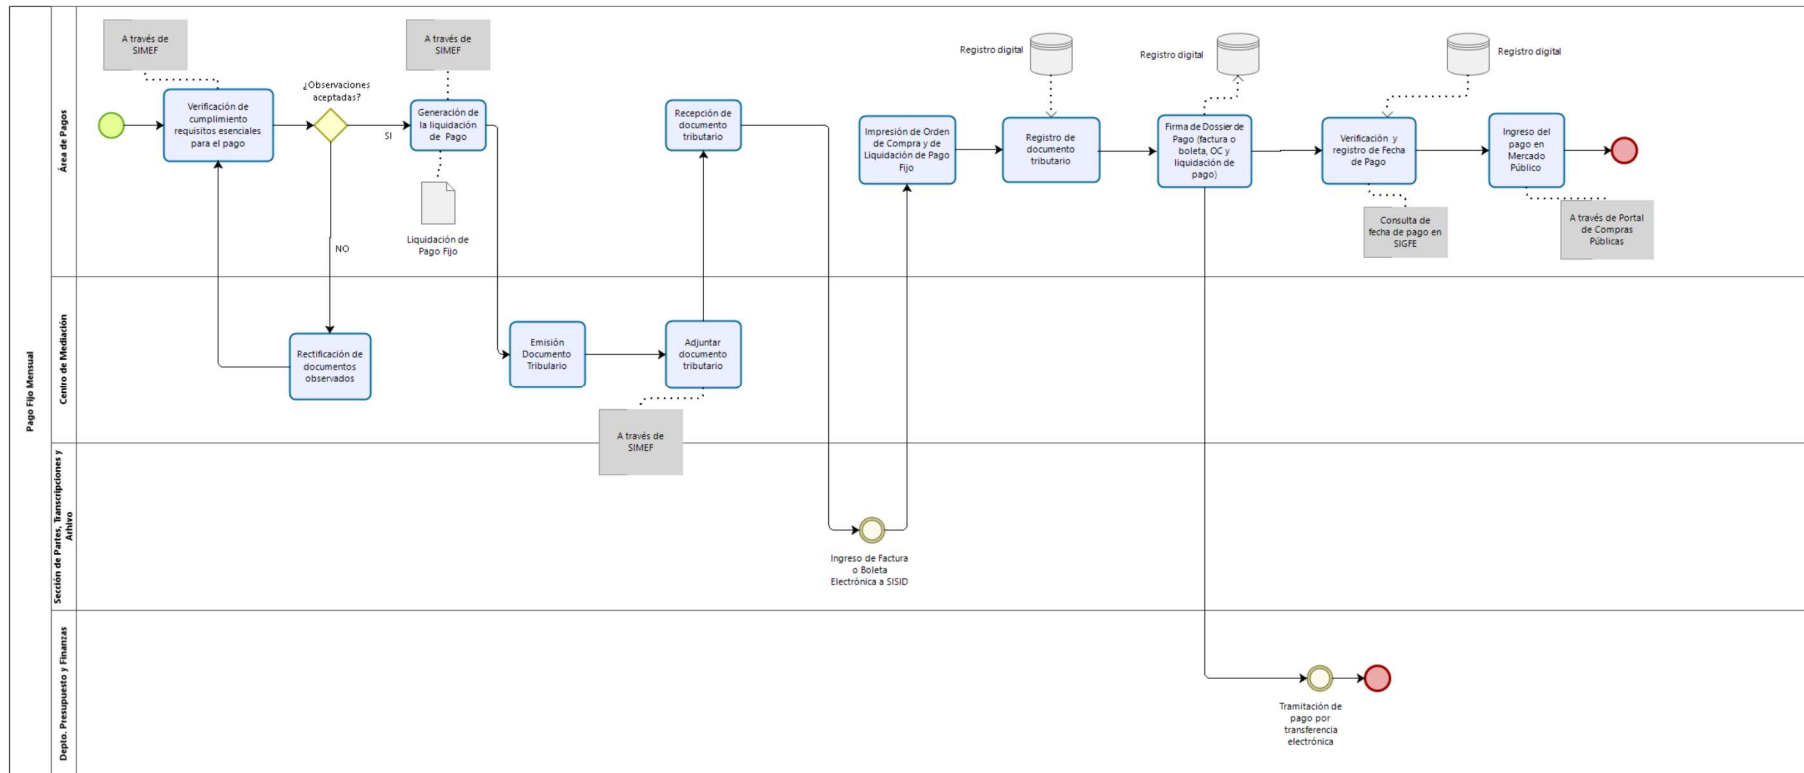 Pago Fijo Mensual
Área de Pagos
A través de
SIMEF
Verificación de
cumplimiento
requisitos esenciales
para el pago
¿Observaciones
aceptadas?
SI
NO
A través de
SIMEF
Generación de
la liquidación
de Pago
Liquidación de
Pago Fijo
Recepción de
documento
tributario
Impresión de Orden
de Compra y de
Liquidación de Pago
Fijo
Registro digital
Registro de
documento
tributario
Registro digital
Firma de Dossier de
Pago (factura o
boleta, OC y
liquidación de
pago)
Registro digital
Verificación y
registro de Fecha
de Pago
Consulta de
fecha de pago en
SIGFE
Ingreso del
pago en
Mercado
Público
A través de Portal
de Compras
Públicas
Centro de Mediación
Rectificación de
documentos
observados
Emisión
Documento
Tribulario
Adjuntar
documento
tributario
A través de
SIMEF
Sección de Partes, Transcripciones y
Arhivo
Ingreso de Factura
o Boleta
Electrónica a SISID
Depto. Presupuesto y Finanzas
Tramitación de
pago por
transferencia
electrónica